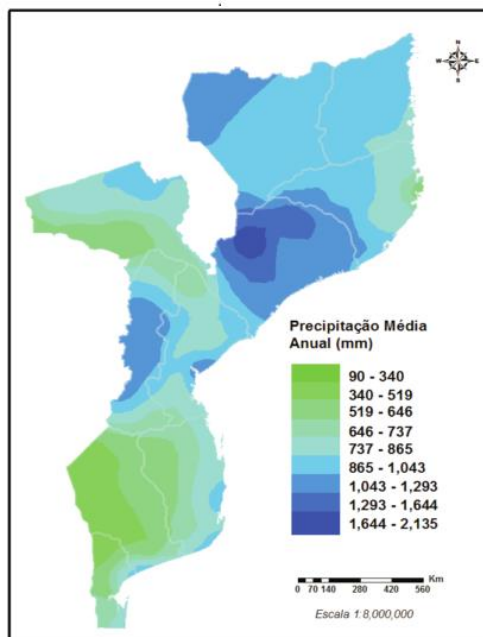 N
W E
S
Precipitação Média
Anual (mm)
90 - 340
340 - 519
519 - 646
646 - 737
737 - 865
865 - 1,043
1,043 - 1,293
1,293 - 1,644
1,644 - 2,135
Km
0 70 140 280 420 560
Escala 1:8,000,000